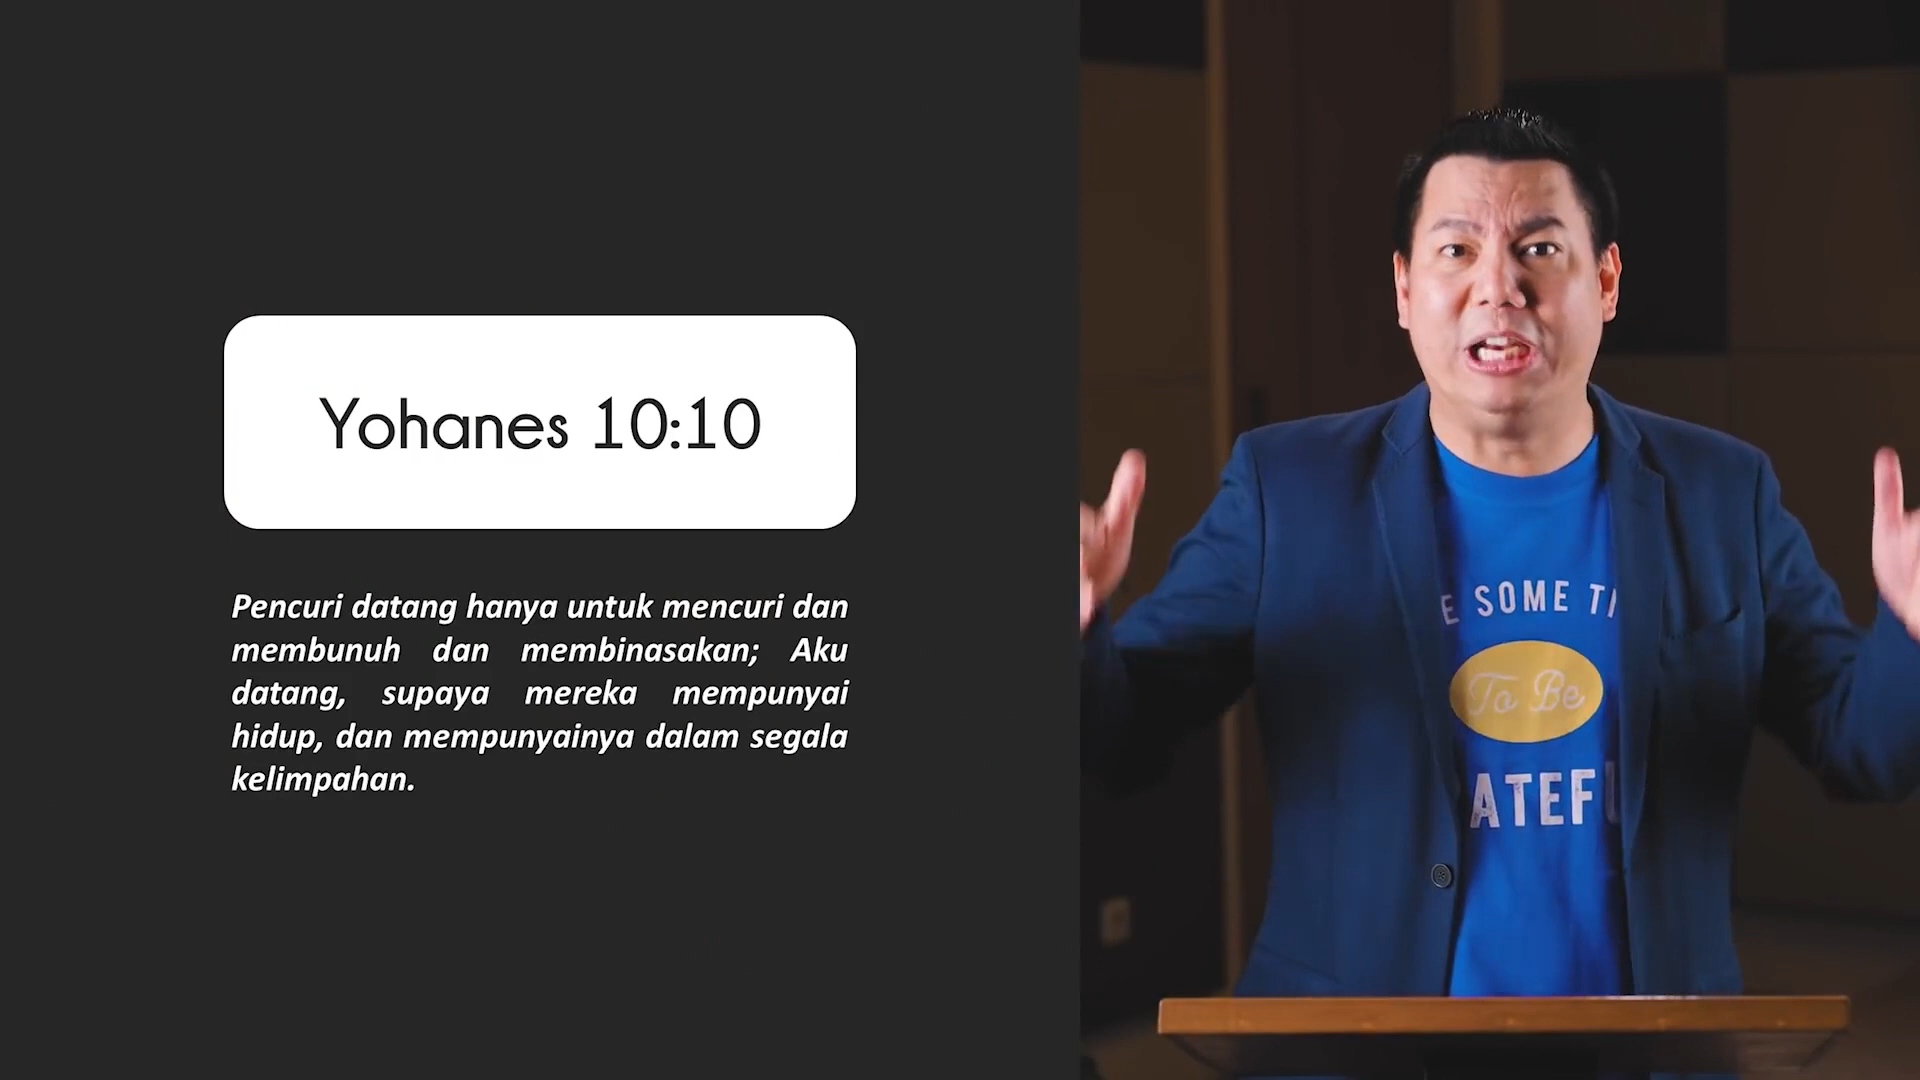 Yohanes 10:10
Pencuri datang hanya untuk mencuri dan
membunuh dan membinasakan; Aku
datang, supaya mereka mempunyai
hidup, dan mempunyainya dalam segala
kelimpahan.
SOME
To Be